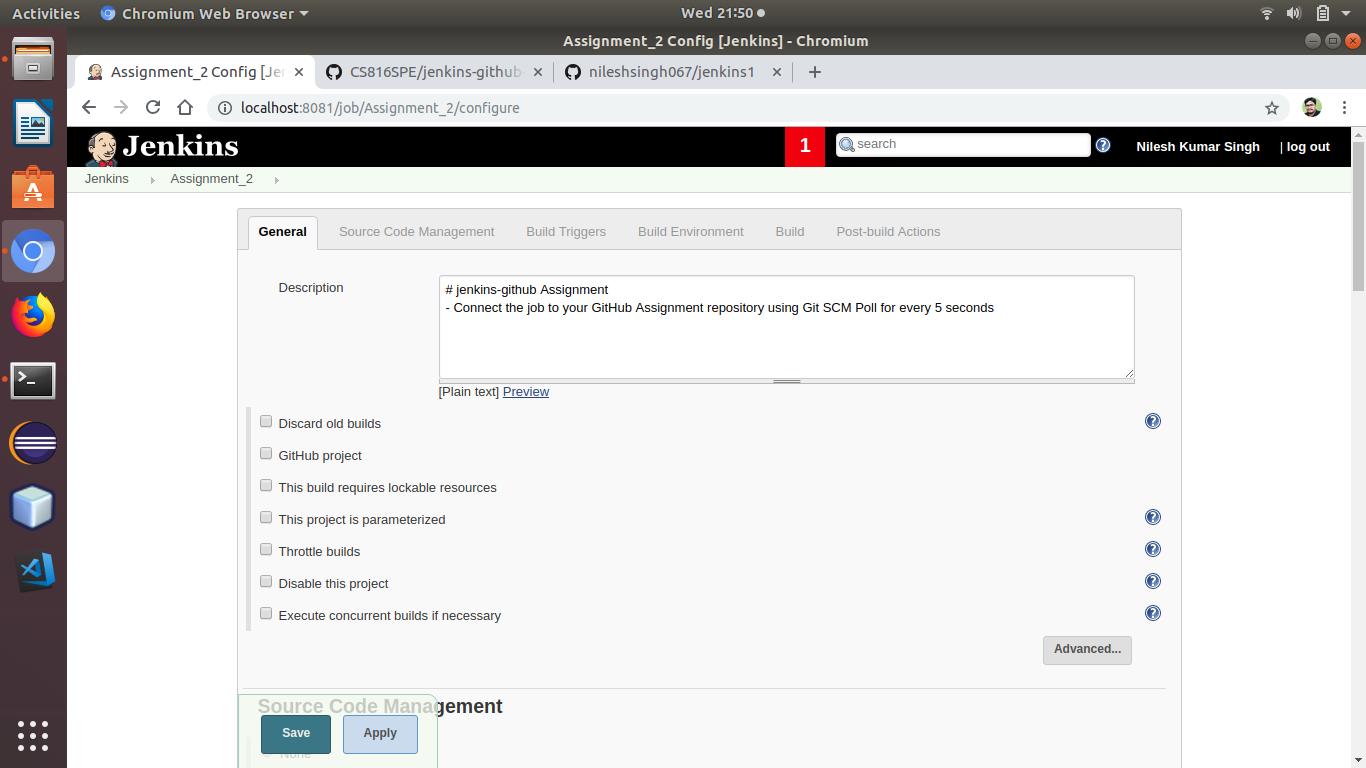 Activities
Chromium Web Browser
Wed 21:50
Assignment_2 Config [Jenkins] - Chromium
Assignment_2 Config [Jen
CS816SPE/jenkins-github
nileshsingh067/jenkins1
localhost:8081/job/Assignment_2/configure
Jenkins
1
search
Nilesh Kumar Singh
| log out
Jenkins
Assignment_2
General
Source Code Management
Build Triggers
Build Environment
Build
Post-build Actions
Description
# jenkins-github Assignment
- Connect the job to your GitHub Assignment repository using Git SCM Poll for every 5 seconds
[Plain text] Preview
Discard old builds
GitHub project
This build requires lockable resources
This project is parameterized
Throttle builds
Disable this project
Execute concurrent builds if necessary
Advanced...
Source Code Management
Save
Apply
None